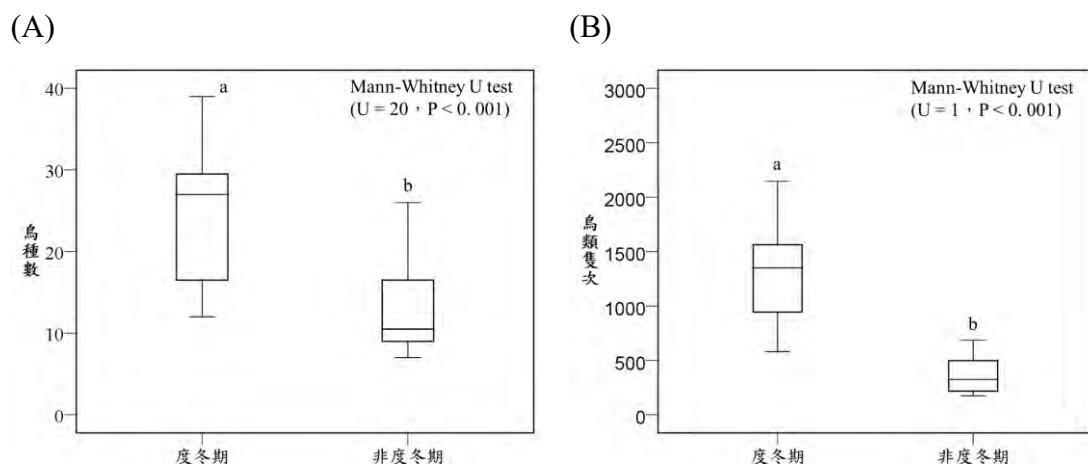 (A)
Mann-Whitney U test
(U = 20，P < 0. 001)
40
30
20
10
0
鳥種數
a
b
度冬期
非度冬期
(B)
Mann-Whitney U test
(U = 1，P < 0. 001)
3000
2500
2000
1500
1000
500
0
鳥類隻次
a
b
度冬期
非度冬期